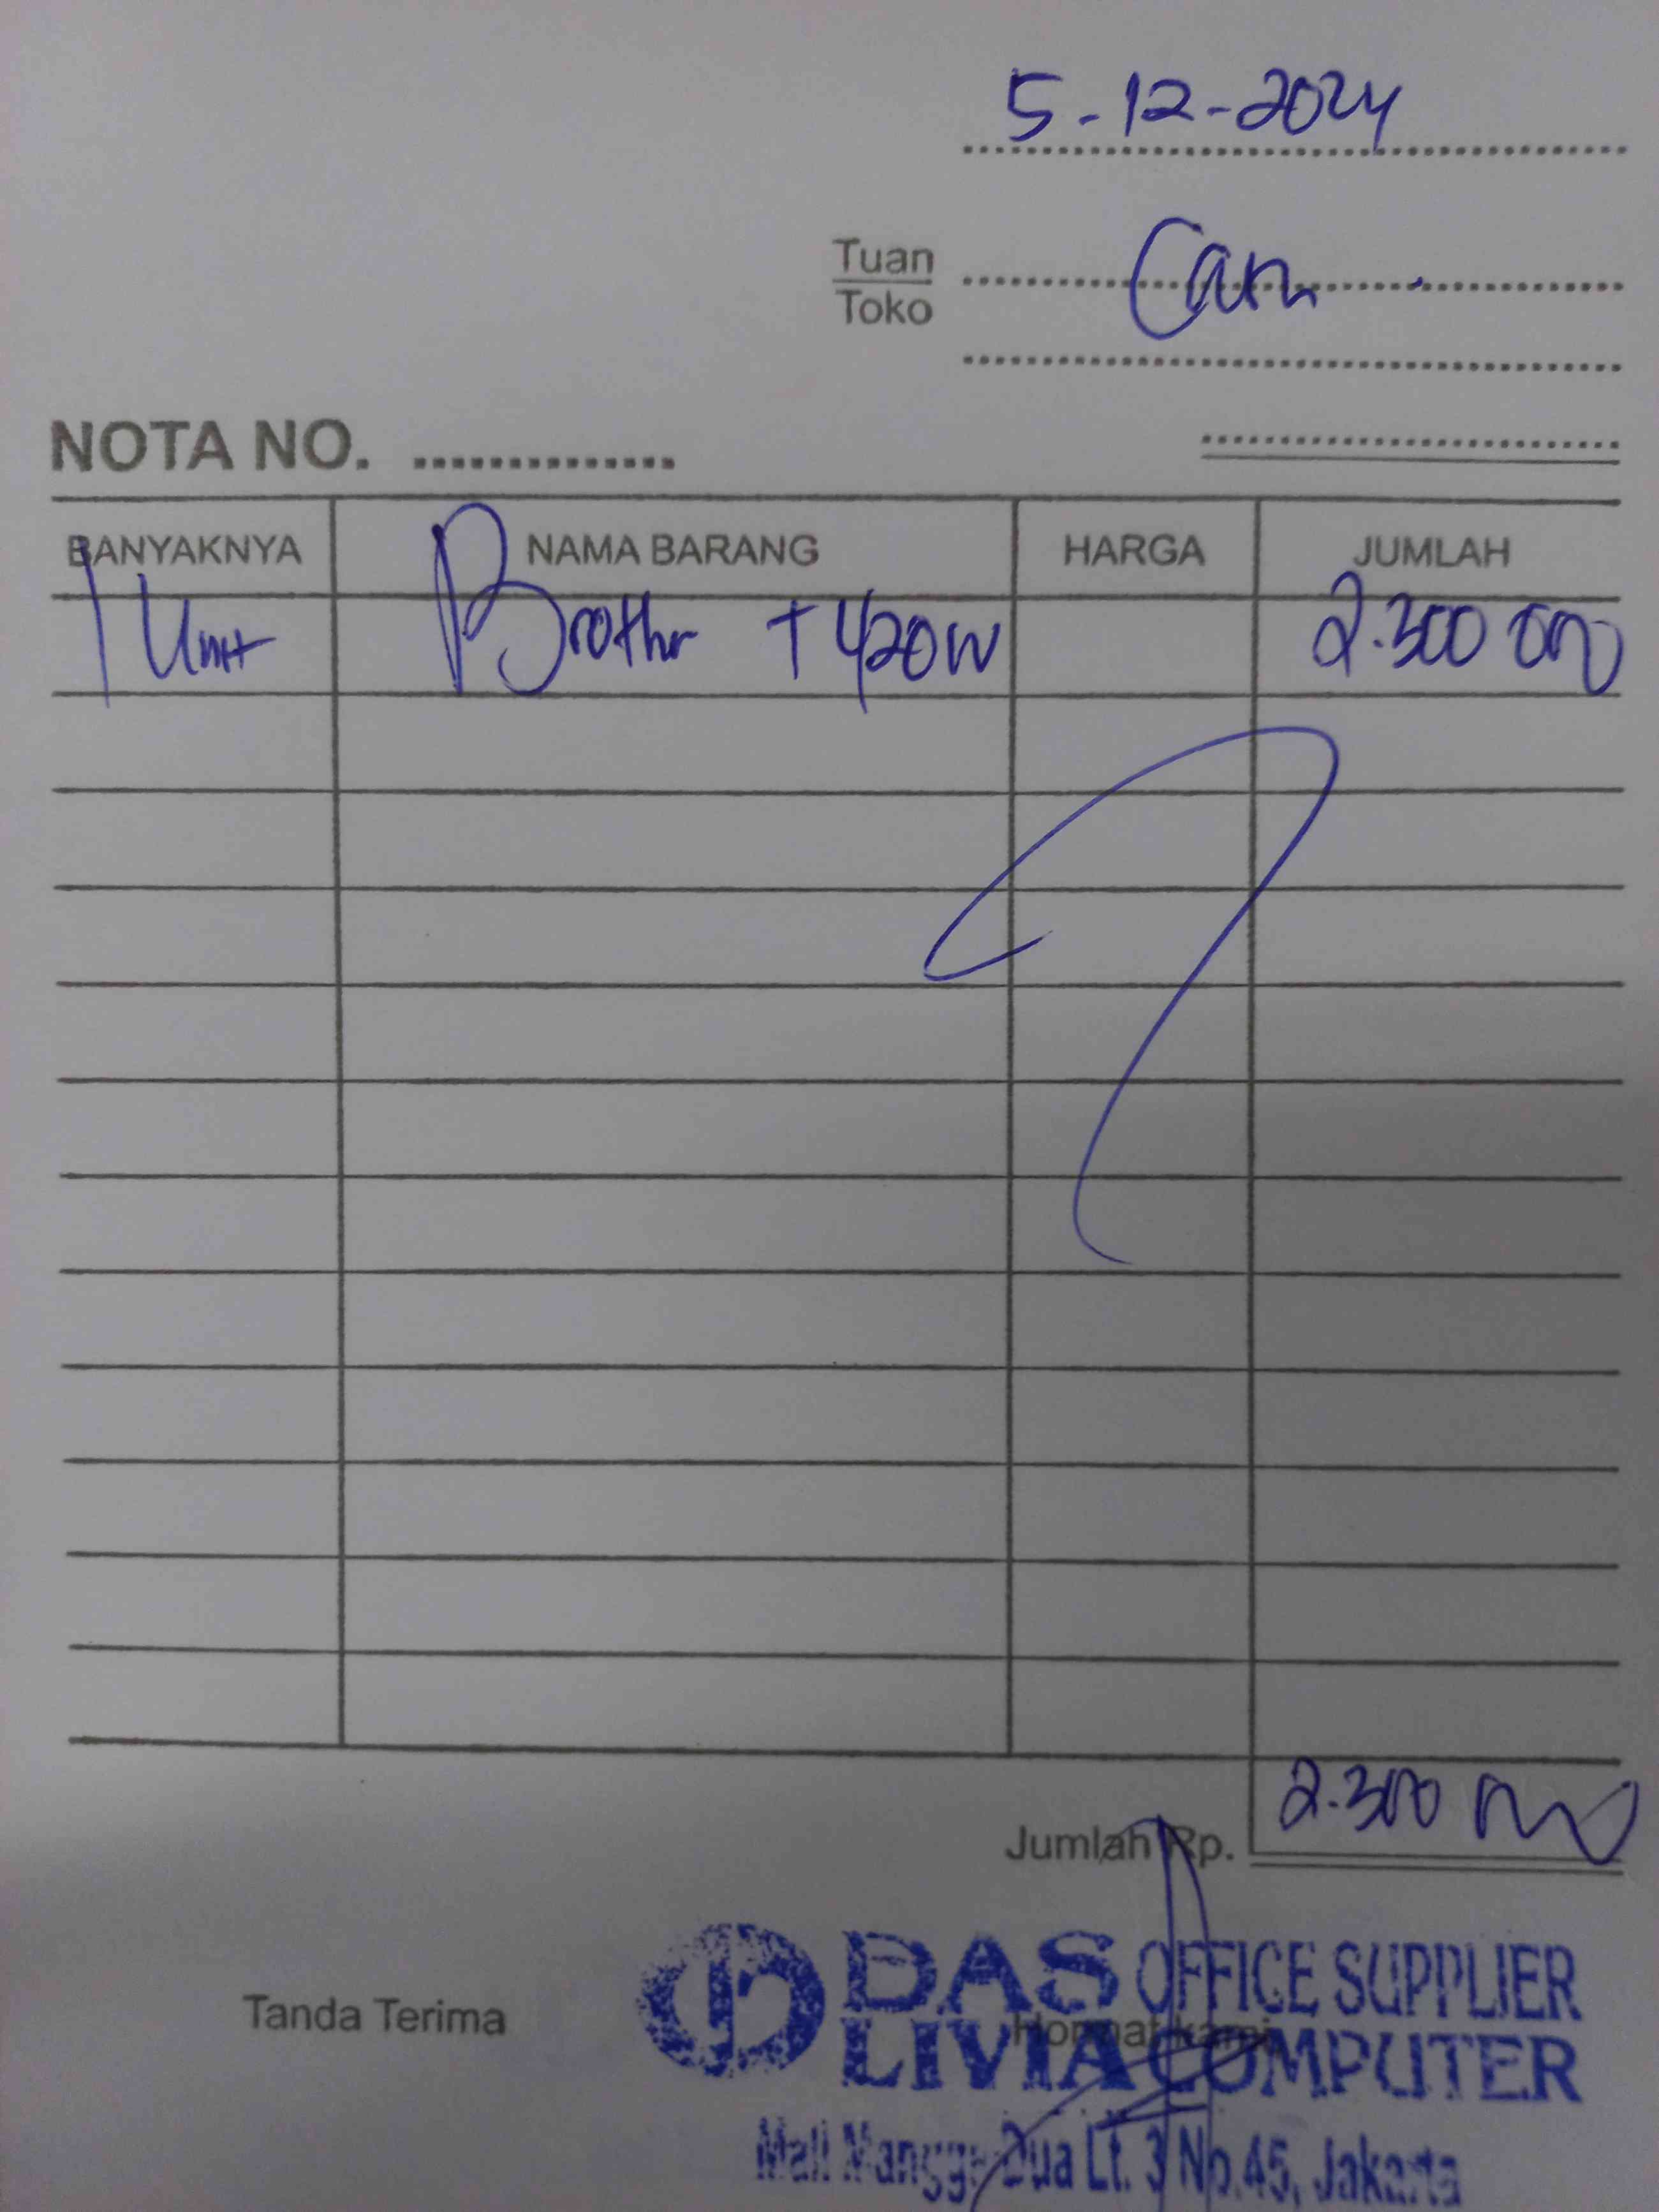 5-12-2024
Tuan
Toko
NOTA NO. ..............
BANYAKNYA NAMA BARANG HARGA JUMLAH
1 Unit Brother T420W 2.300 000
Jumlah Rp. 2.300 000
Tanda Terima Hormat kami,
DAS OFFICE SUPPLIER
LIVIA COMPUTER
Mall Mangga Dua Lt. 3 No.45, Jakarta